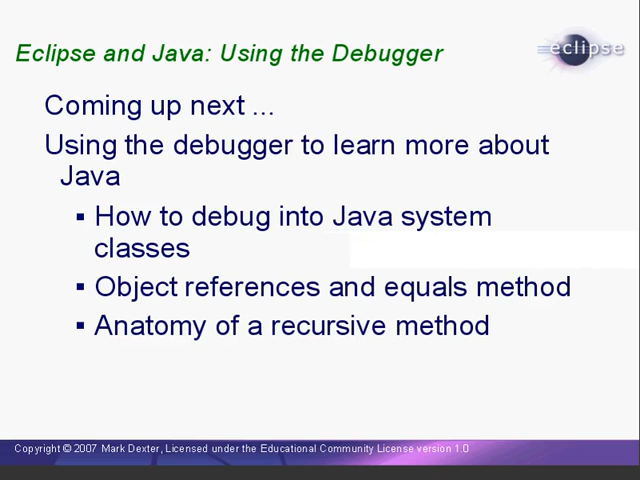 Eclipse and Java: Using the Debugger
eclipse
Coming up next ...
Using the debugger to learn more about
Java
▪ How to debug into Java system
classes
▪ Object references and equals method
▪ Anatomy of a recursive method
Copyright © 2007 Mark Dexter, Licensed under the Educational Community License version 1.0